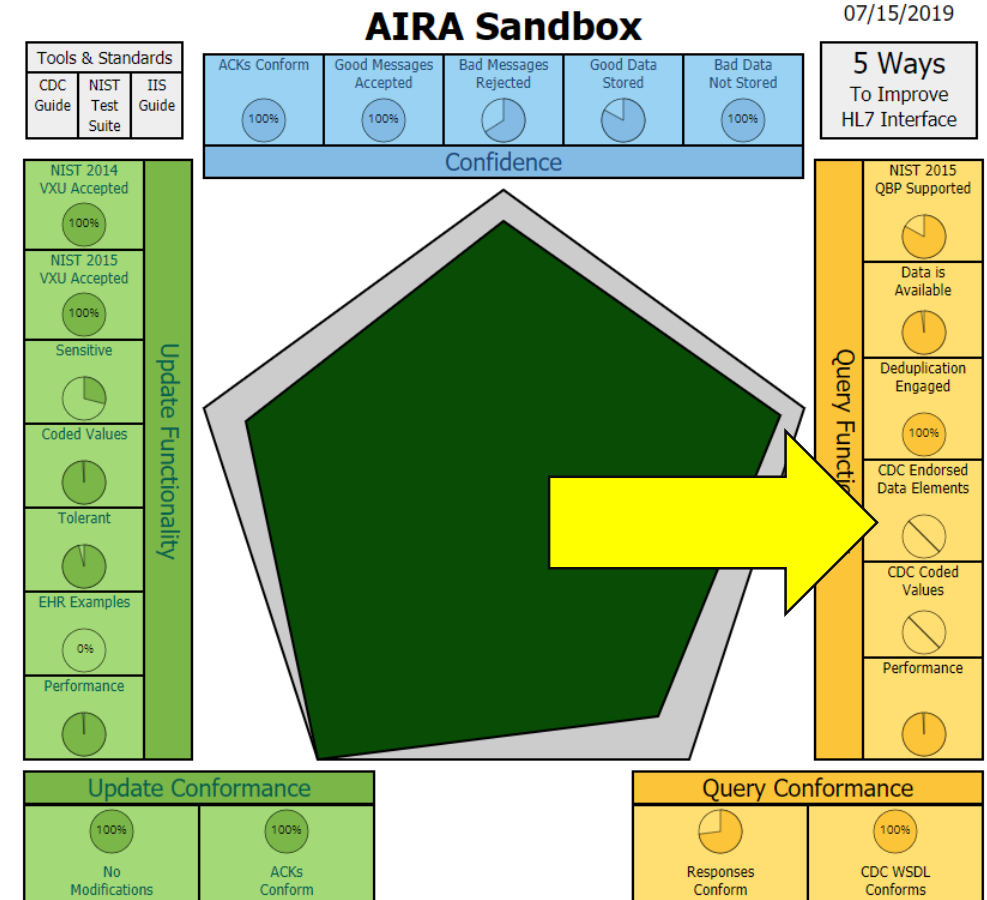 AIRA Sandbox
07/15/2019
Tools & Standards
CDC
Guide
NIST
Test
Suite
IIS
Guide
ACKs Conform
100%
Good Messages
Accepted
100%
Bad Messages
Rejected
Good Data
Stored
Bad Data
Not Stored
100%
Confidence
5 Ways
To Improve
HL7 Interface
NIST 2014
VXU Accepted
100%
NIST 2015
VXU Accepted
100%
Sensitive
Coded Values
Tolerant
EHR Examples
0%
Performance
Update Functionality
Query
NIST 2015
QBP Supported
Data is
Available
Deduplication
Engaged
100%
CDC Endorsed
Data Elements
CDC Coded
Values
Performance
Update Conformance
100%
No
Modifications
100%
ACKs
Conform
Query Conformance
Responses
Conform
100%
CDC WSDL
Conforms